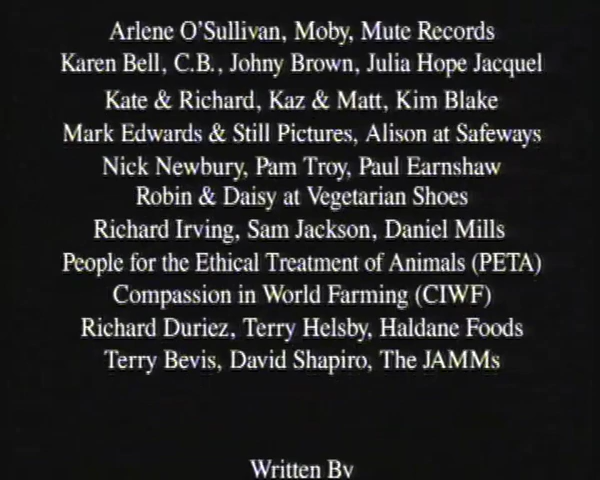 Arlene O'Sullivan, Moby, Mute Records
Karen Bell, C.B., Johny Brown, Julia Hope Jacquel
Kate & Richard, Kaz & Matt, Kim Blake
Mark Edwards & Still Pictures, Alison at Safeways
Nick Newbury, Pam Troy, Paul Earnshaw
Robin & Daisy at Vegetarian Shoes
Richard Irving, Sam Jackson, Daniel Mills
People for the Ethical Treatment of Animals (PETA)
Compassion in World Farming (CIWF)
Richard Duriez, Terry Helsby, Haldane Foods
Terry Bevis, David Shapiro, The JAMMs
Written By